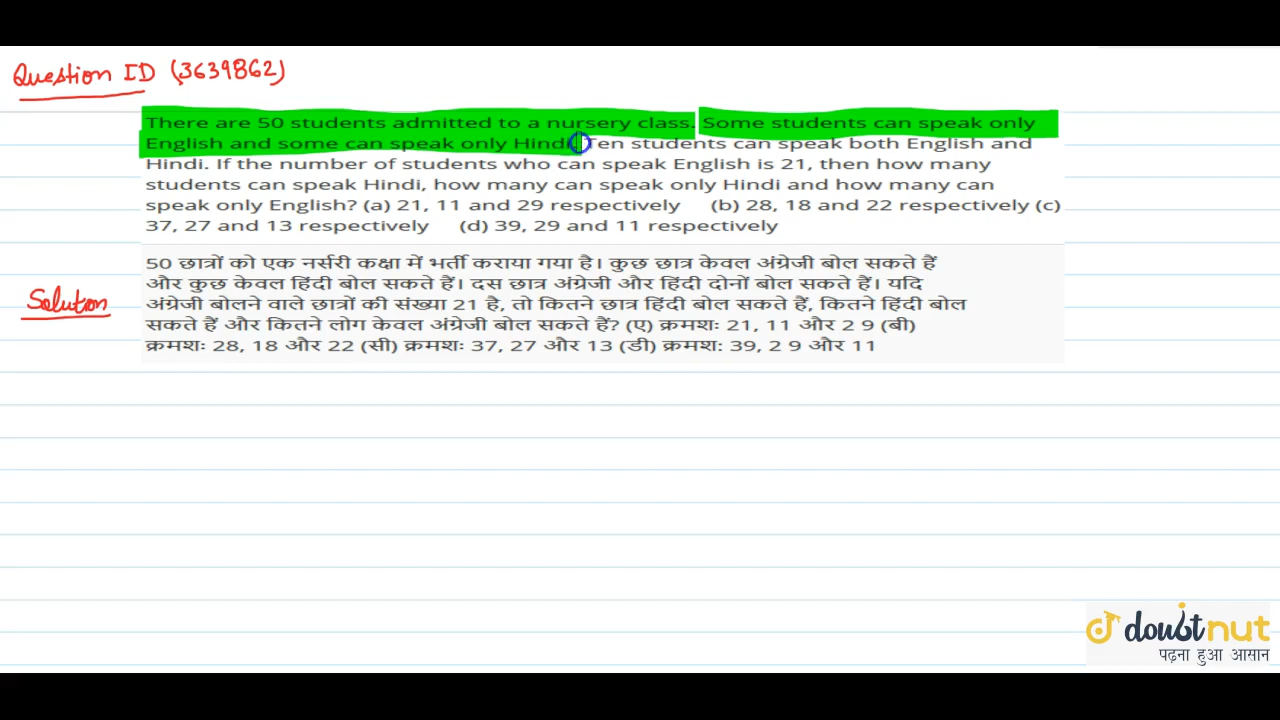 Question ID (3639862)
There are 50 students admitted to a nursery class. Some students can speak only
English and some can speak only Hindi. Ten students can speak both English and
Hindi. If the number of students who can speak English is 21, then how many
students can speak Hindi, how many can speak only Hindi and how many can
speak only English? (a) 21, 11 and 29 respectively (b) 28, 18 and 22 respectively (c)
37, 27 and 13 respectively (d) 39, 29 and 11 respectively
Solution
50 छात्रों को एक नर्सरी कक्षा में भर्ती कराया गया है। कुछ छात्र केवल अंग्रेजी बोल सकते हैं
और कुछ केवल हिंदी बोल सकते हैं। दस छात्र अंग्रेजी और हिंदी दोनों बोल सकते हैं। यदि
अंग्रेजी बोलने वाले छात्रों की संख्या 21 है, तो कितने छात्र हिंदी बोल सकते हैं, कितने हिंदी बोल
सकते हैं और कितने लोग केवल अंग्रेजी बोल सकते हैं? (ए) क्रमशः 21, 11 और 2 9 (बी)
क्रमशः 28, 18 और 22 (सी) क्रमशः 37, 27 और 13 (डी) क्रमश: 39, 2 9 और 11
doubtnut
पढ़ना हुआ आसान